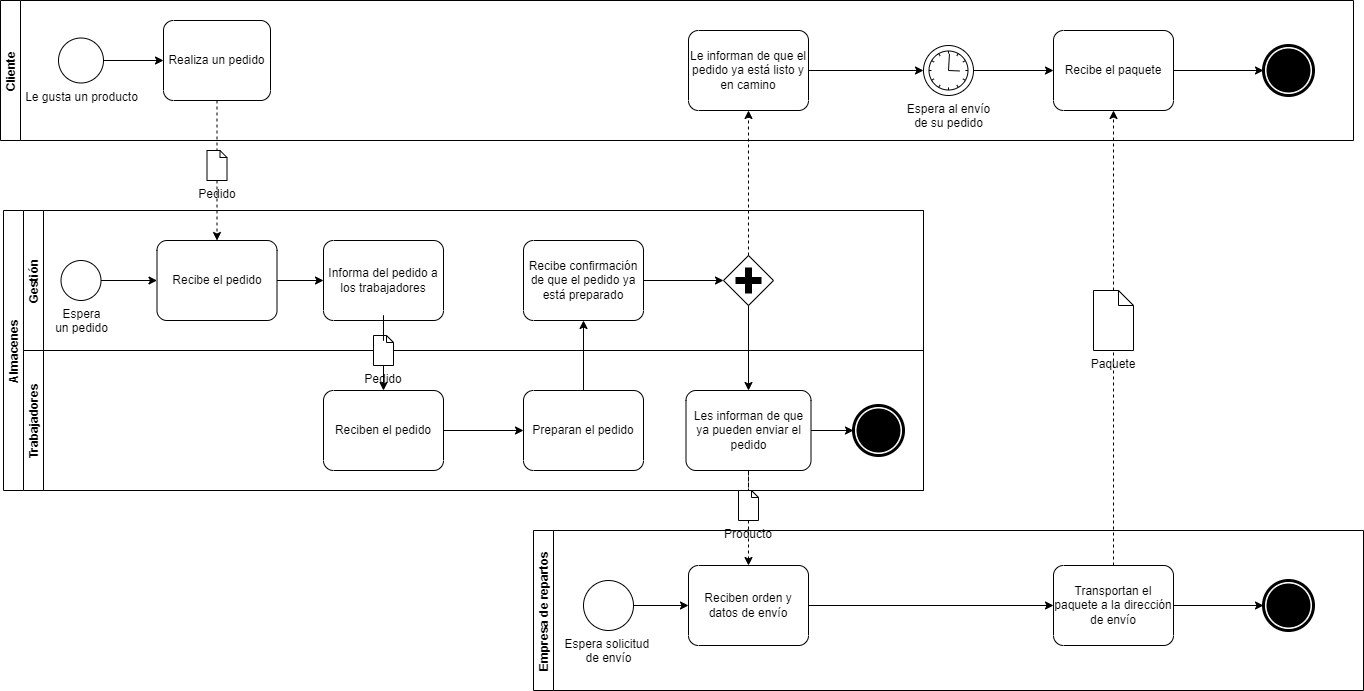 Cliente
Le gusta un producto
Realiza un pedido
Le informan de que el
pedido ya está listo y
en camino
Espera al envío
de su pedido
Recibe el paquete
Pedido
Almacenes
Gestión
Espera
un pedido
Recibe el pedido
Informa del pedido a
los trabajadores
Recibe confirmación
de que el pedido ya
está preparado
Pedido
Trabajadores
Reciben el pedido
Preparan el pedido
Les informan de que
ya pueden enviar el
pedido
Paquete
Producto
Empresa de repartos
Espera solicitud
de envío
Reciben orden y
datos de envío
Transportan el
paquete a la dirección
de envío